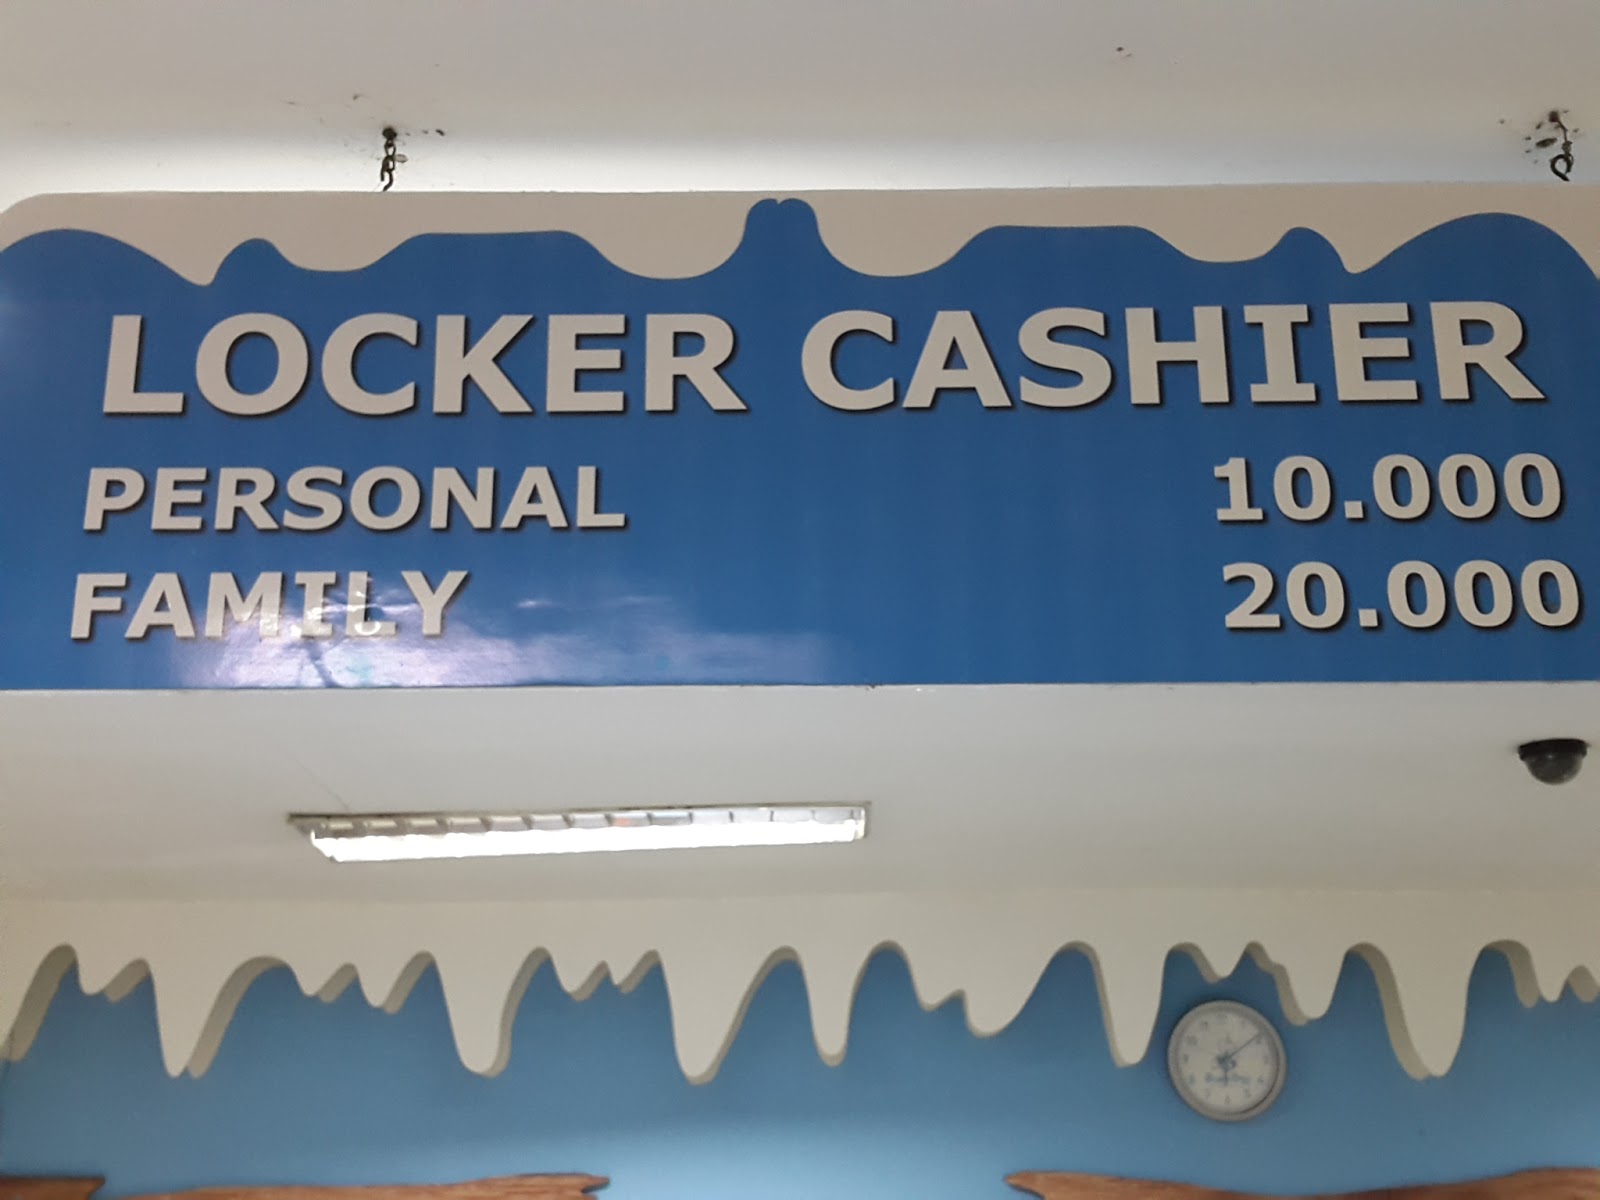 LOCKER CASHIER
PERSONAL 10.000
FAMILY 20.000